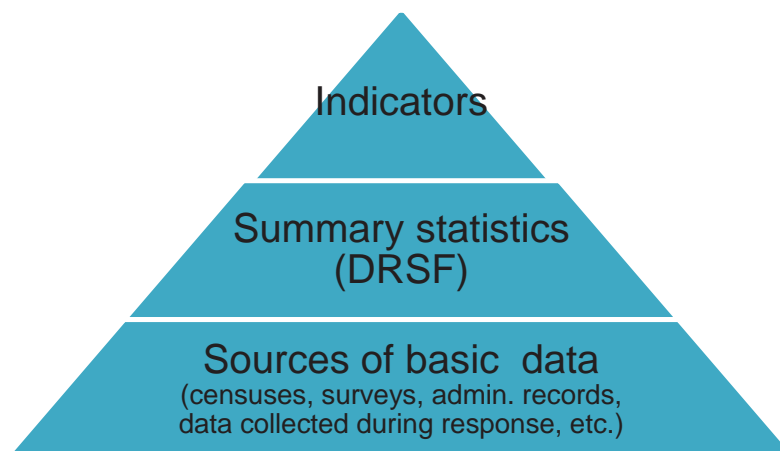 Indicators
Summary statistics
(DRSF)
Sources of basic data
(censuses, surveys, admin. records,
data collected during response, etc.)